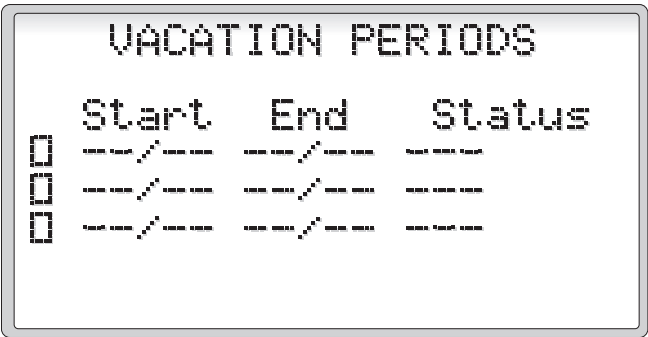 VACATION PERIODS
Start End Status
▯ --/-- --/-- ---
▯ --/-- --/-- ---
▯ --/-- --/-- ---